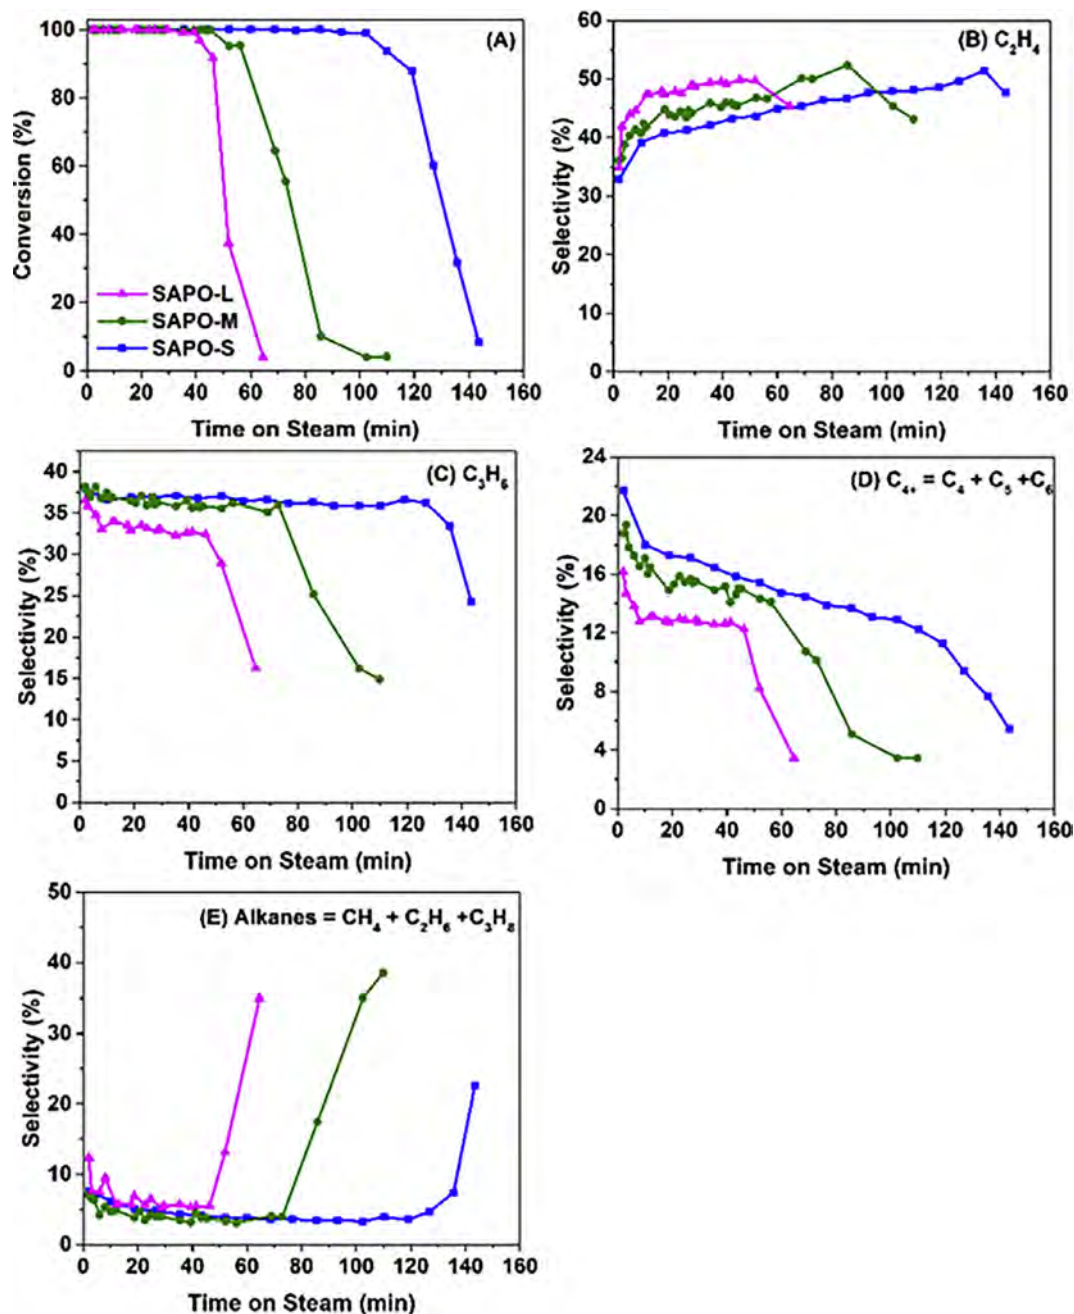 (A)
Conversion (%)
100
80
60
40
20
0
SAPO-L
SAPO-M
SAPO-S
0 20 40 60 80 100 120 140 160
Time on Steam (min)
(B) C₂H₄
Selectivity (%)
60
50
40
30
20
10
0
0 20 40 60 80 100 120 140 160
Time on Steam (min)
(C) C₃H₆
Selectivity (%)
40
35
30
25
20
15
10
5
0
0 20 40 60 80 100 120 140 160
Time on Steam (min)
(D) C₄₊ = C₄ + C₅ +C₆
Selectivity (%)
24
20
16
12
8
4
0
0 20 40 60 80 100 120 140 160
Time on Steam (min)
(E) Alkanes = CH₄ + C₂H₆ +C₃H₈
Selectivity (%)
50
40
30
20
10
0
0 20 40 60 80 100 120 140 160
Time on Steam (min)